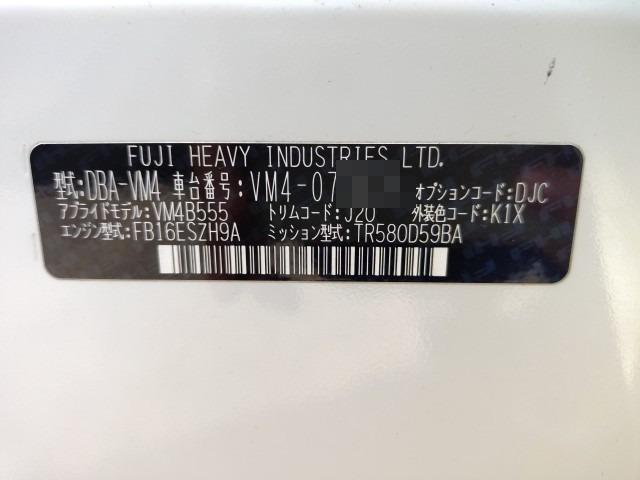 FUJI HEAVY INDUSTRIES LTD.
型式:DBA-VM4 車台番号:VM4-07 オプションコード:DJC
アプライドモデル:VM4B555 トリムコード:J20 外装色コード:K1X
エンジン型式:FB16ESZH9A ミッション型式:TR580D59BA